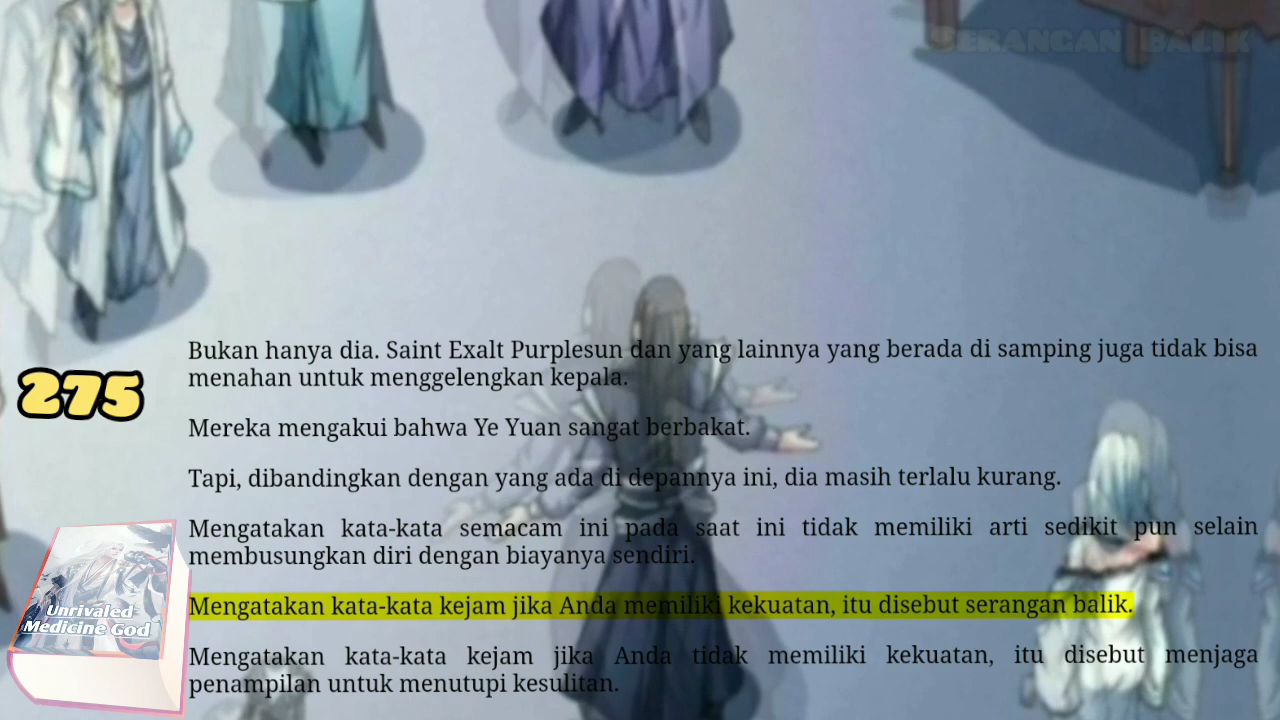 SERANGAN BALIK
Bukan hanya dia. Saint Exalt Purplesun dan yang lainnya yang berada di samping juga tidak bisa
menahan untuk menggelengkan kepala.
275
Mereka mengakui bahwa Ye Yuan sangat berbakat.
Tapi, dibandingkan dengan yang ada di depannya ini, dia masih terlalu kurang.
Mengatakan kata-kata semacam ini pada saat ini tidak memiliki arti sedikit pun selain
membusungkan diri dengan biayanya sendiri.
Mengatakan kata-kata kejam jika Anda memiliki kekuatan, itu disebut serangan balik.
Unrivaled
Medicine God
Mengatakan kata-kata kejam jika Anda tidak memiliki kekuatan, itu disebut menjaga
penampilan untuk menutupi kesulitan.